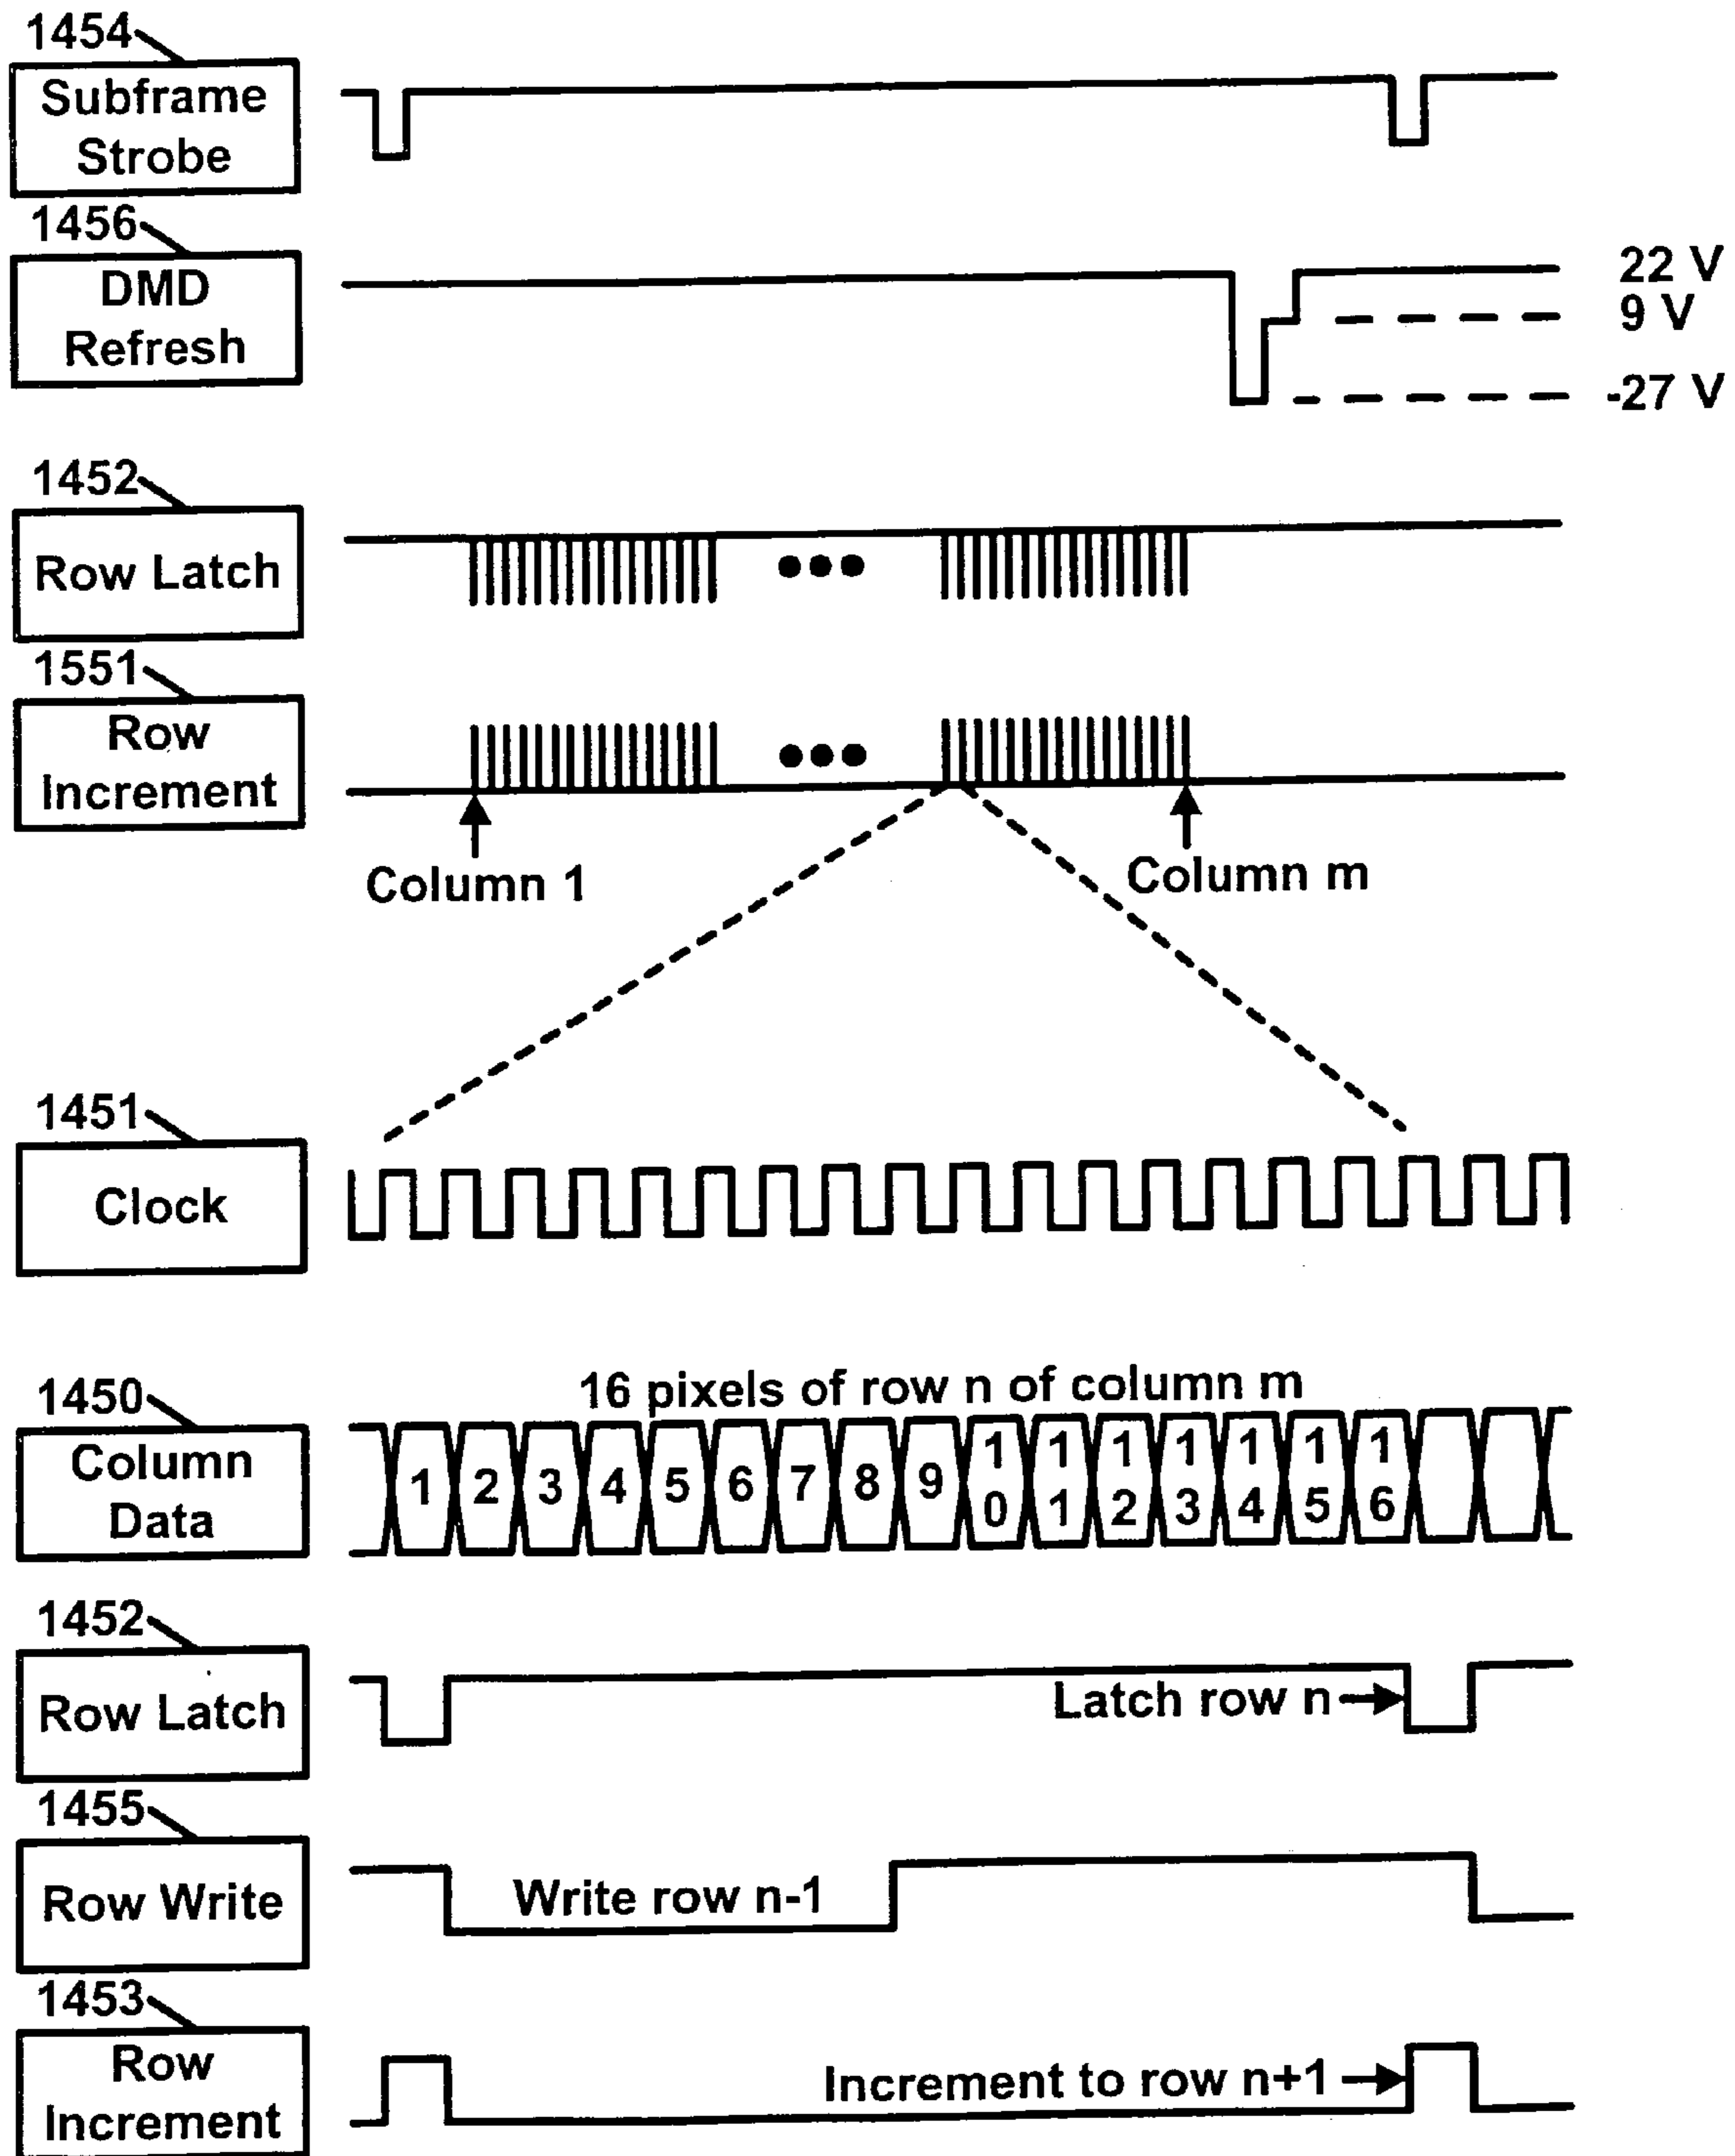 1454
Subframe
Strobe
1456
DMD
Refresh
22 V
9 V
-27 V
1452
Row Latch
1551
Row
Increment
Column 1
Column m
1451
Clock
1450
Column
Data
16 pixels of row n of column m
1 2 3 4 5 6 7 8 9 10 11 12 13 14 15 16
1452
Row Latch
Latch row n
1455
Row Write
Write row n-1
1453
Row
Increment
Increment to row n+1